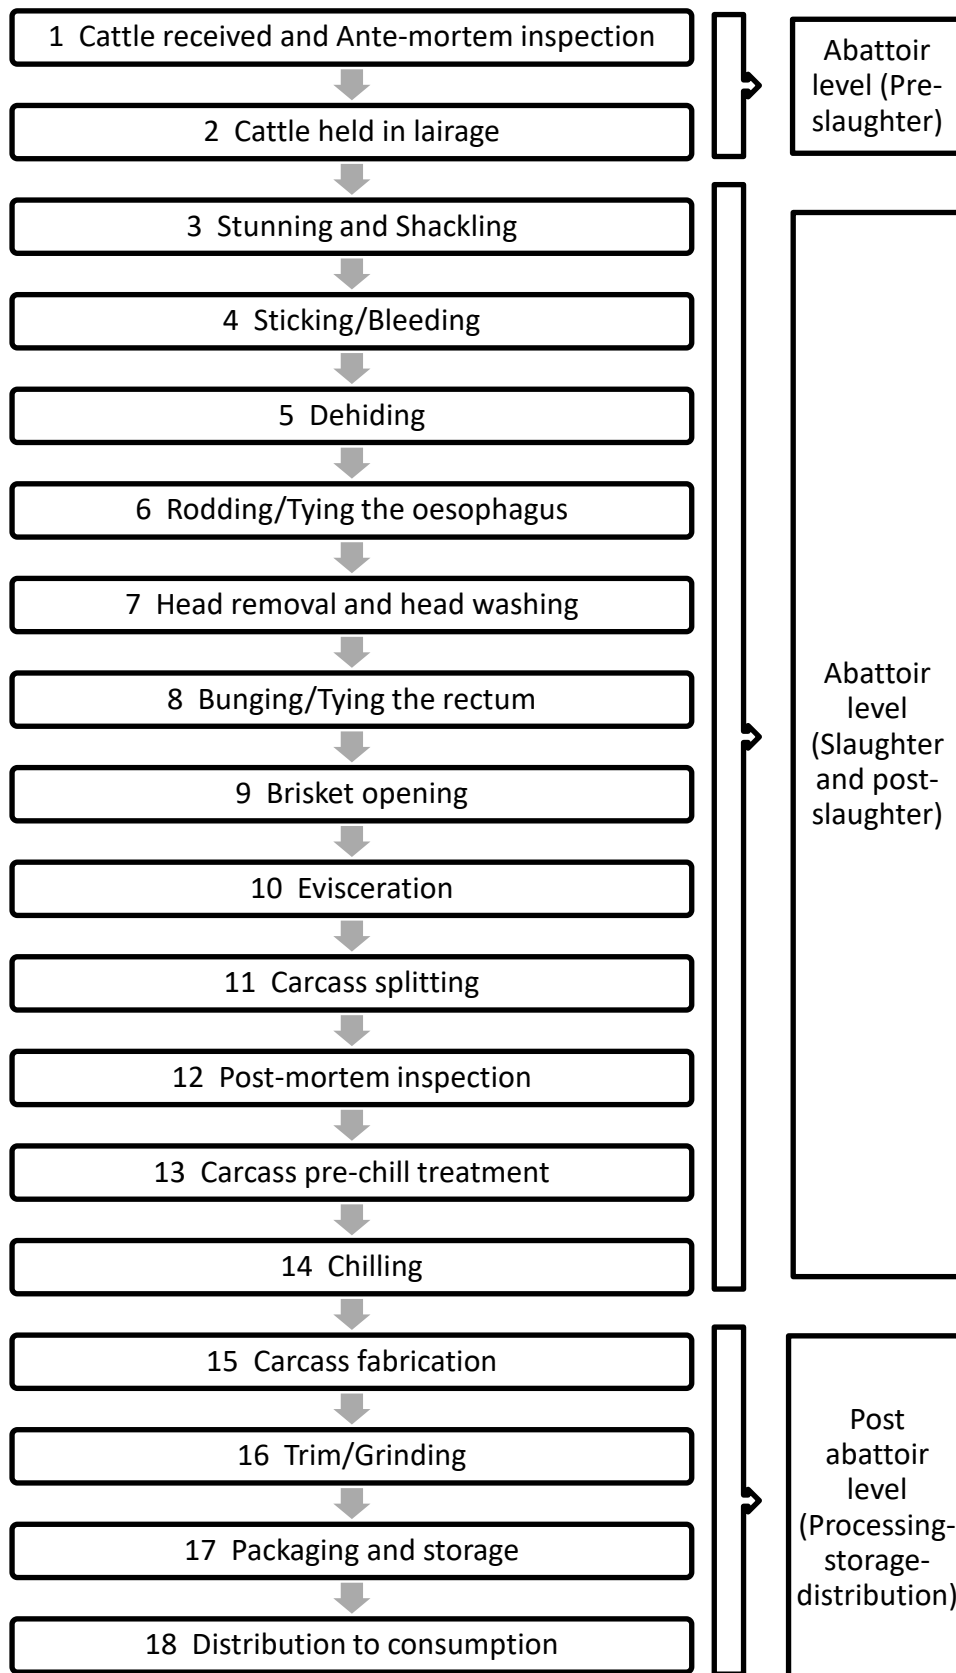 1 Cattle received and Ante-mortem inspection
2 Cattle held in lairage
Abattoir
level (Pre-
slaughter)
3 Stunning and Shackling
4 Sticking/Bleeding
5 Dehiding
6 Rodding/Tying the oesophagus
7 Head removal and head washing
8 Bunging/Tying the rectum
9 Brisket opening
10 Evisceration
11 Carcass splitting
12 Post-mortem inspection
13 Carcass pre-chill treatment
14 Chilling
Abattoir
level
(Slaughter
and post-
slaughter)
15 Carcass fabrication
16 Trim/Grinding
17 Packaging and storage
18 Distribution to consumption
Post
abattoir
level
(Processing-
storage-
distribution)